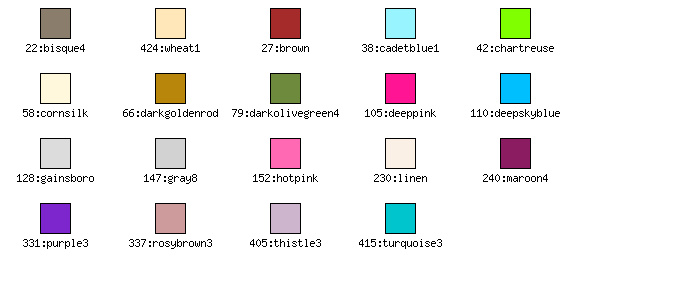 22:bisque4 424:wheat1 27:brown 38:cadetblue1 42:chartreuse
58:cornsilk 66:darkgoldenrod 79:darkolivegreen4 105:deeppink 110:deepskyblue
128:gainsboro 147:gray8 152:hotpink 230:linen 240:maroon4
331:purple3 337:rosybrown3 405:thistle3 415:turquoise3